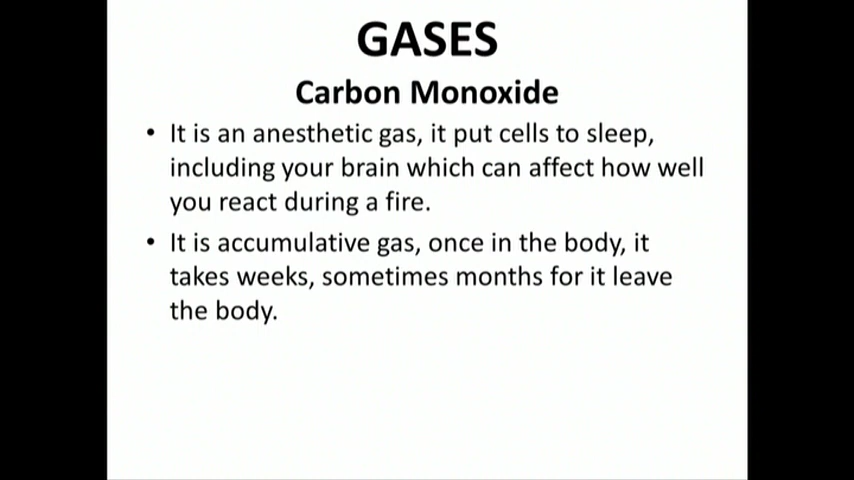 GASES
Carbon Monoxide
• It is an anesthetic gas, it put cells to sleep,
including your brain which can affect how well
you react during a fire.
• It is accumulative gas, once in the body, it
takes weeks, sometimes months for it leave
the body.